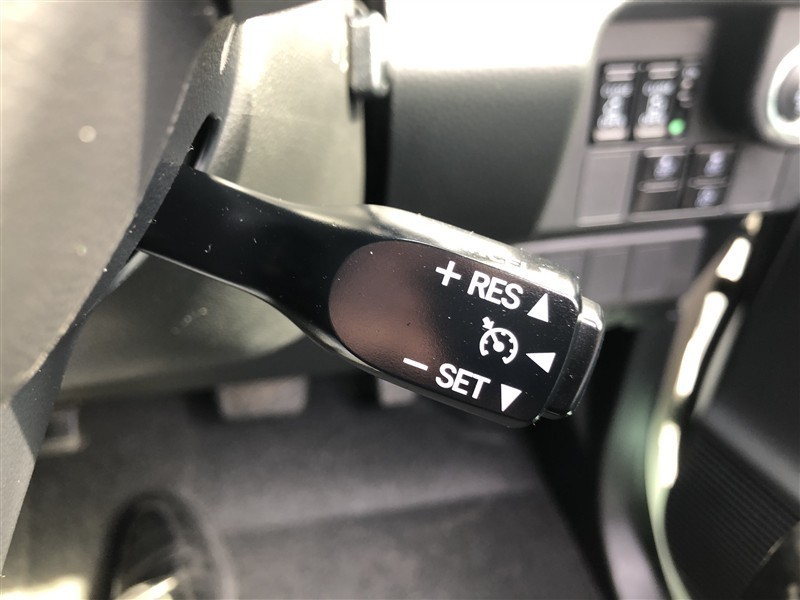 + RES ▲
◀
− SET ▼